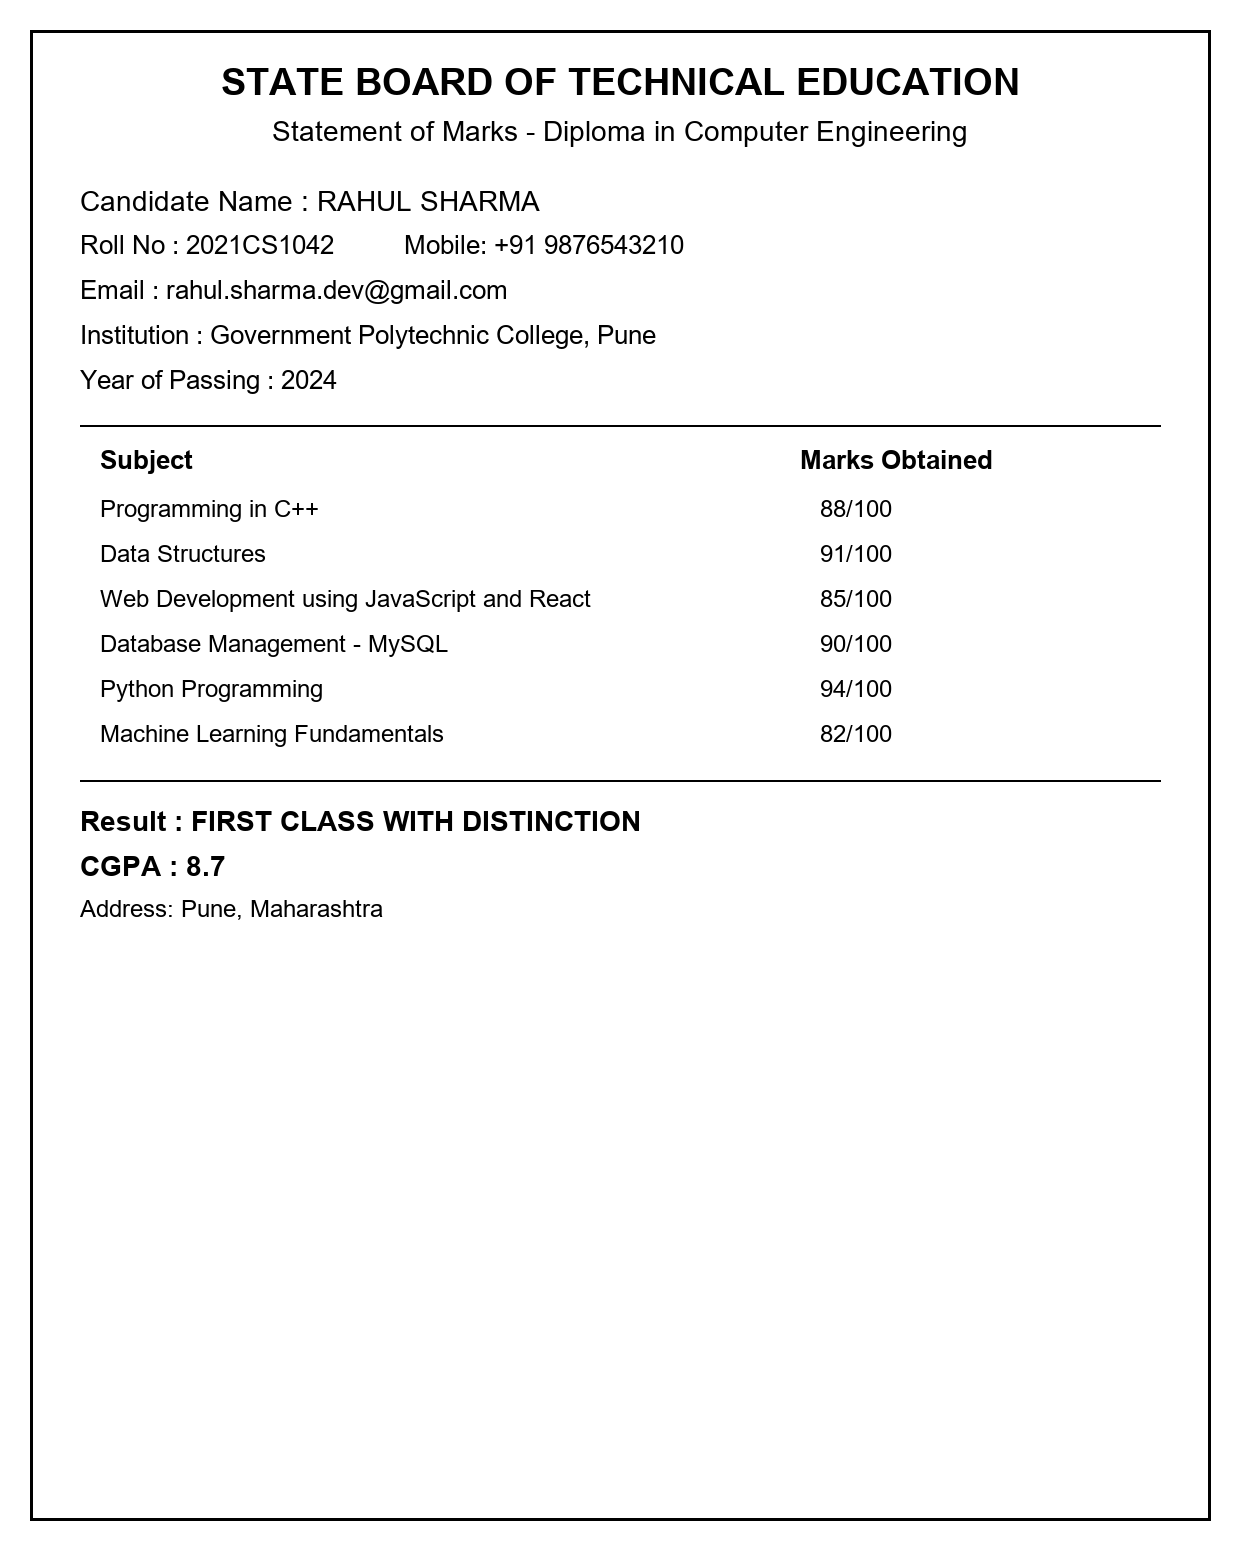 STATE BOARD OF TECHNICAL EDUCATION
Statement of Marks - Diploma in Computer Engineering
Candidate Name : RAHUL SHARMA
Roll No : 2021CS1042 Mobile: +91 9876543210
Email : rahul.sharma.dev@gmail.com
Institution : Government Polytechnic College, Pune
Year of Passing : 2024
Subject Marks Obtained
Programming in C++ 88/100
Data Structures 91/100
Web Development using JavaScript and React 85/100
Database Management - MySQL 90/100
Python Programming 94/100
Machine Learning Fundamentals 82/100
Result : FIRST CLASS WITH DISTINCTION
CGPA : 8.7
Address: Pune, Maharashtra